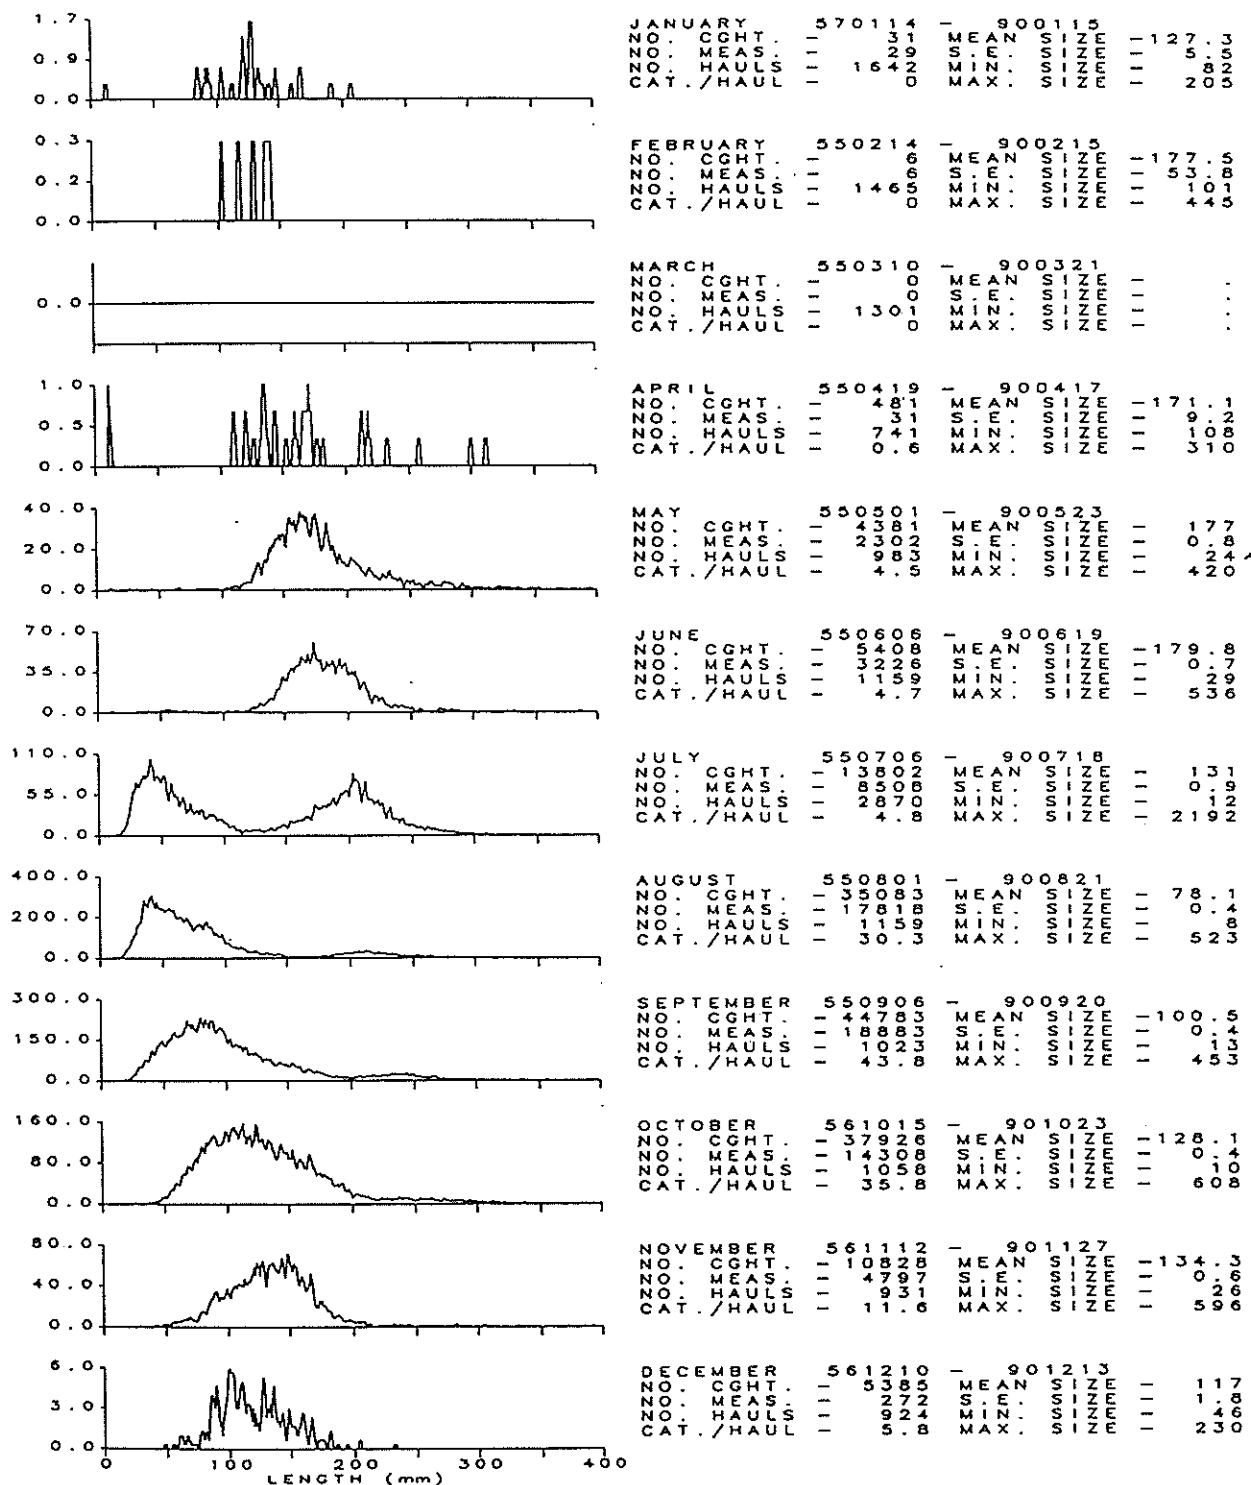 1.7
0.9
0.0
JANUARY 570114 - 900115
NO. CGHT. - 31 MEAN SIZE -127.3
NO. MEAS. - 29 S.E. SIZE - 5.5
NO. HAULS - 1642 MIN. SIZE - 82
CAT./HAUL - 0 MAX. SIZE - 205
0.3
0.2
0.0
FEBRUARY 550214 - 900215
NO. CGHT. - 6 MEAN SIZE -177.5
NO. MEAS. - 6 S.E. SIZE - 53.8
NO. HAULS - 1465 MIN. SIZE - 101
CAT./HAUL - 0 MAX. SIZE - 445
0.0
MARCH 550310 - 900321
NO. CGHT. - 0 MEAN SIZE - .
NO. MEAS. - 0 S.E. SIZE - .
NO. HAULS - 1301 MIN. SIZE - .
CAT./HAUL - 0 MAX. SIZE - .
1.0
0.5
0.0
APRIL 550419 - 900417
NO. CGHT. - 481 MEAN SIZE -171.1
NO. MEAS. - 31 S.E. SIZE - 9.2
NO. HAULS - 741 MIN. SIZE - 108
CAT./HAUL - 0.6 MAX. SIZE - 310
40.0
20.0
0.0
MAY 550501 - 900523
NO. CGHT. - 4381 MEAN SIZE - 177
NO. MEAS. - 2302 S.E. SIZE - 0.8
NO. HAULS - 983 MIN. SIZE - 24
CAT./HAUL - 4.5 MAX. SIZE - 420
70.0
35.0
0.0
JUNE 550606 - 900619
NO. CGHT. - 5408 MEAN SIZE -179.8
NO. MEAS. - 3226 S.E. SIZE - 0.7
NO. HAULS - 1159 MIN. SIZE - 29
CAT./HAUL - 4.7 MAX. SIZE - 536
110.0
55.0
0.0
JULY 550706 - 900718
NO. CGHT. - 13802 MEAN SIZE - 131
NO. MEAS. - 8508 S.E. SIZE - 0.9
NO. HAULS - 2870 MIN. SIZE - 12
CAT./HAUL - 4.8 MAX. SIZE - 2192
400.0
200.0
0.0
AUGUST 550801 - 900821
NO. CGHT. - 35083 MEAN SIZE - 78.1
NO. MEAS. - 17818 S.E. SIZE - 0.4
NO. HAULS - 1159 MIN. SIZE - 8
CAT./HAUL - 30.3 MAX. SIZE - 523
300.0
150.0
0.0
SEPTEMBER 550906 - 900920
NO. CGHT. - 44783 MEAN SIZE -100.5
NO. MEAS. - 18883 S.E. SIZE - 0.4
NO. HAULS - 1023 MIN. SIZE - 13
CAT./HAUL - 43.8 MAX. SIZE - 453
160.0
80.0
0.0
OCTOBER 561015 - 901023
NO. CGHT. - 37926 MEAN SIZE -128.1
NO. MEAS. - 14308 S.E. SIZE - 0.4
NO. HAULS - 1058 MIN. SIZE - 10
CAT./HAUL - 35.8 MAX. SIZE - 608
80.0
40.0
0.0
NOVEMBER 561112 - 901127
NO. CGHT. - 10828 MEAN SIZE -134.3
NO. MEAS. - 4797 S.E. SIZE - 0.6
NO. HAULS - 931 MIN. SIZE - 26
CAT./HAUL - 11.6 MAX. SIZE - 596
6.0
3.0
0.0
DECEMBER 561210 - 901213
NO. CGHT. - 5385 MEAN SIZE - 117
NO. MEAS. - 272 S.E. SIZE - 1.8
NO. HAULS - 924 MIN. SIZE - 46
CAT./HAUL - 5.8 MAX. SIZE - 230
0 100 200 300 400
LENGTH (mm)